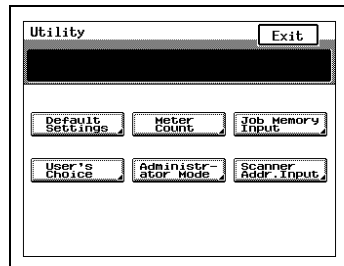 Utility
Exit
Default Settings
Meter Count
Job Memory Input
User's Choice
Administr-ator Mode
Scanner Addr.Input